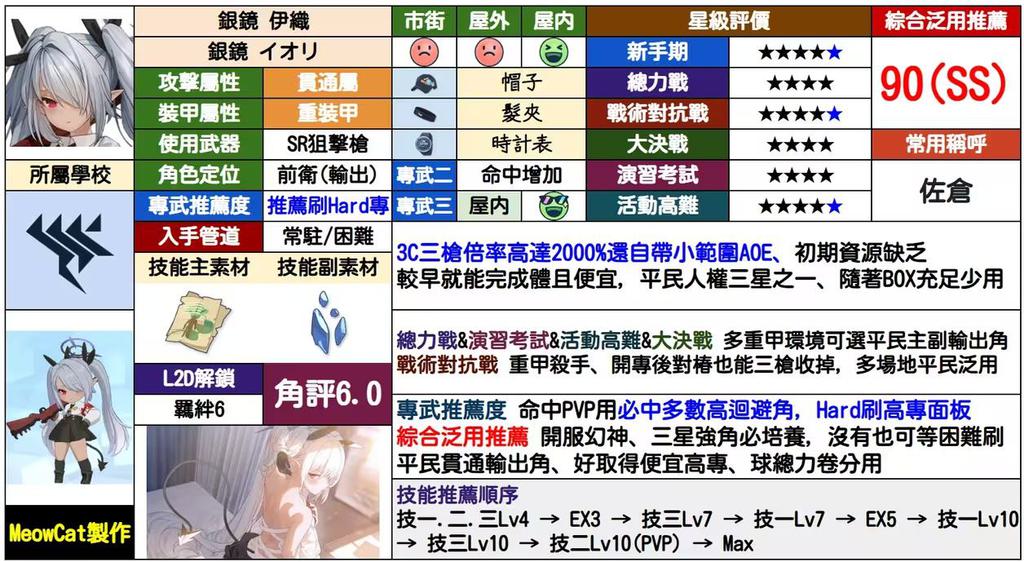 銀鏡 伊織
市街 屋外 屋内
星級評價
綜合泛用推薦
銀鏡 イオリ
新手期 ★★★★★
90(SS)
攻擊屬性 貫通屬
帽子
總力戰 ★★★★
裝甲屬性 重裝甲
髮夾
戰術對抗戰 ★★★★★
使用武器 SR狙擊槍
時計表
大決戰 ★★★★
常用稱呼
所屬學校
角色定位 前衛(輸出)
專武二 命中增加
演習考試 ★★★★
佐倉
專武推薦度 推薦刷Hard專
專武三 屋内
活動高難 ★★★★★
入手管道 常駐/困難
技能主素材 技能副素材
3C三槍倍率高達2000%還自帶小範圍AOE、初期資源缺乏
較早就能完成體且便宜, 平民人權三星之一、隨著BOX充足少用
總力戰&演習考試&活動高難&大決戰 多重甲環境可選平民主副輸出角
戰術對抗戰 重甲殺手、開專後對椿也能三槍收掉, 多場地平民泛用
L2D解鎖
羈絆6
角評6.0
專武推薦度 命中PVP用必中多數高迴避角, Hard刷高專面板
綜合泛用推薦 開服幻神、三星強角必培養, 沒有也可等困難刷
平民貫通輸出角、好取得便宜高專、球總力卷分用
技能推薦順序
技一.二.三Lv4 → EX3 → 技三Lv7 → 技一Lv7 → EX5 → 技一Lv10
→ 技三Lv10 → 技二Lv10(PVP) → Max
MeowCat製作